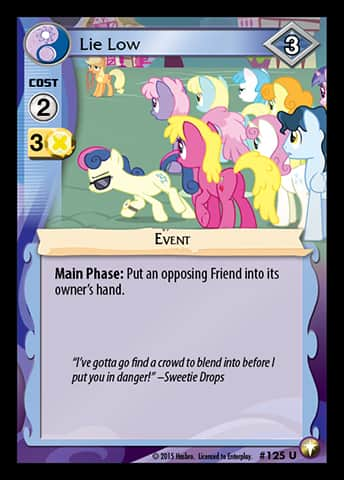 Lie Low
3
COST
2
3
EVENT
Main Phase: Put an opposing Friend into its
owner's hand.
"I've gotta go find a crowd to blend into before I
put you in danger!" –Sweetie Drops
© 2015 Hasbro. Licensed to Enterplay. #125 U